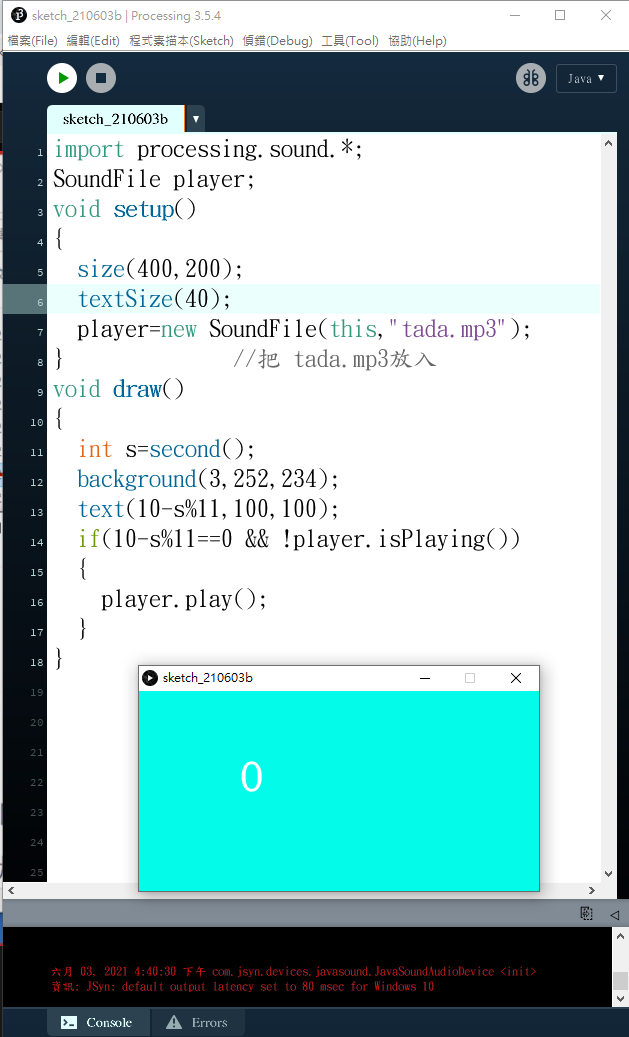 sketch_210603b | Processing 3.5.4
檔案(File) 編輯(Edit) 程式素描本(Sketch) 偵錯(Debug) 工具(Tool) 協助(Help)
Java ▼
sketch_210603b ▼
1 import processing.sound.*;
2 SoundFile player;
3 void setup()
4 {
5 size(400,200);
6 textSize(40);
7 player=new SoundFile(this,"tada.mp3");
8 } //把 tada.mp3放入
9 void draw()
10 {
11 int s=second();
12 background(3,252,234);
13 text(10-s%11,100,100);
14 if(10-s%11==0 && !player.isPlaying())
15 {
16 player.play();
17 }
18 }
19
20
21
22
23
24
25
sketch_210603b
0
六月 03, 2021 4:40:30 下午 com.jsyn.devices.javasound.JavaSoundAudioDevice <init>
資訊: JSyn: default output latency set to 80 msec for Windows 10
Console Errors